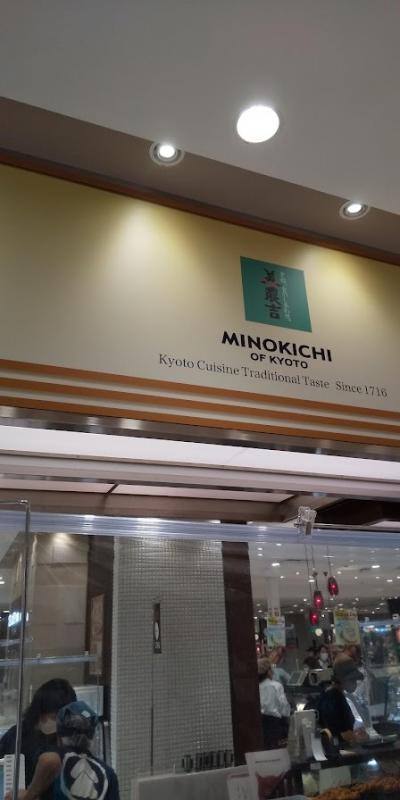 美濃吉
MINOKICHI
OF KYOTO
Kyoto Cuisine Traditional Taste Since 1716